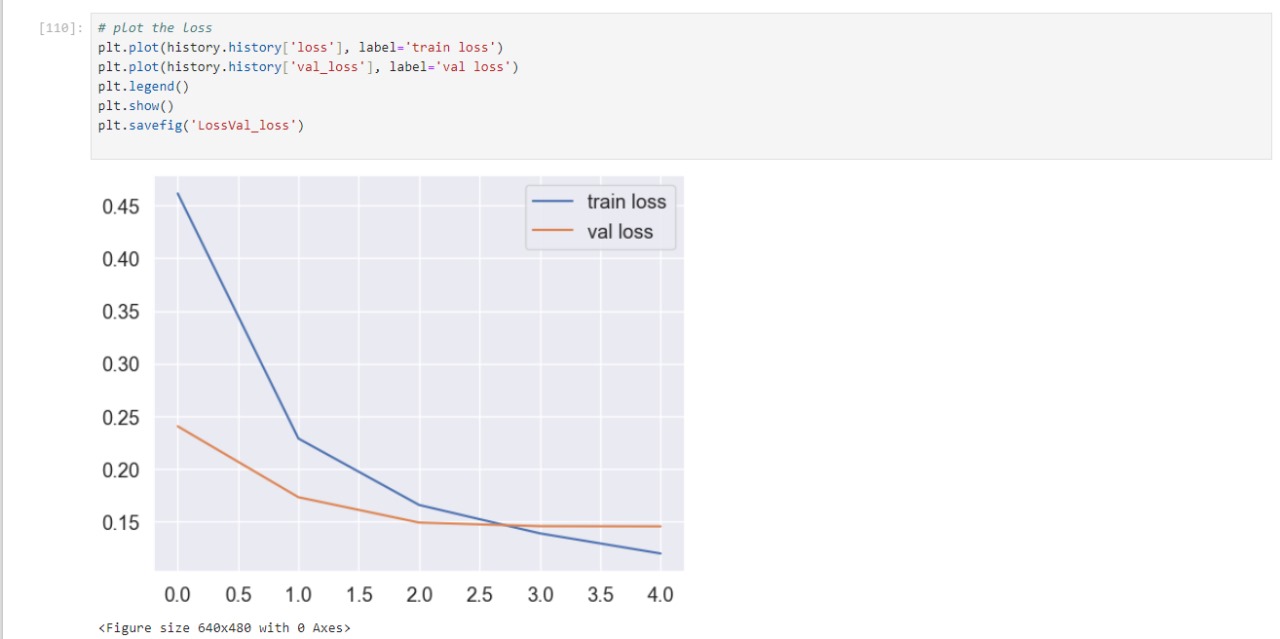 [110]: # plot the loss
plt.plot(history.history['loss'], label='train loss')
plt.plot(history.history['val_loss'], label='val loss')
plt.legend()
plt.show()
plt.savefig('LossVal_loss')
train loss
val loss
0.45
0.40
0.35
0.30
0.25
0.20
0.15
0.0 0.5 1.0 1.5 2.0 2.5 3.0 3.5 4.0
<Figure size 640x480 with 0 Axes>